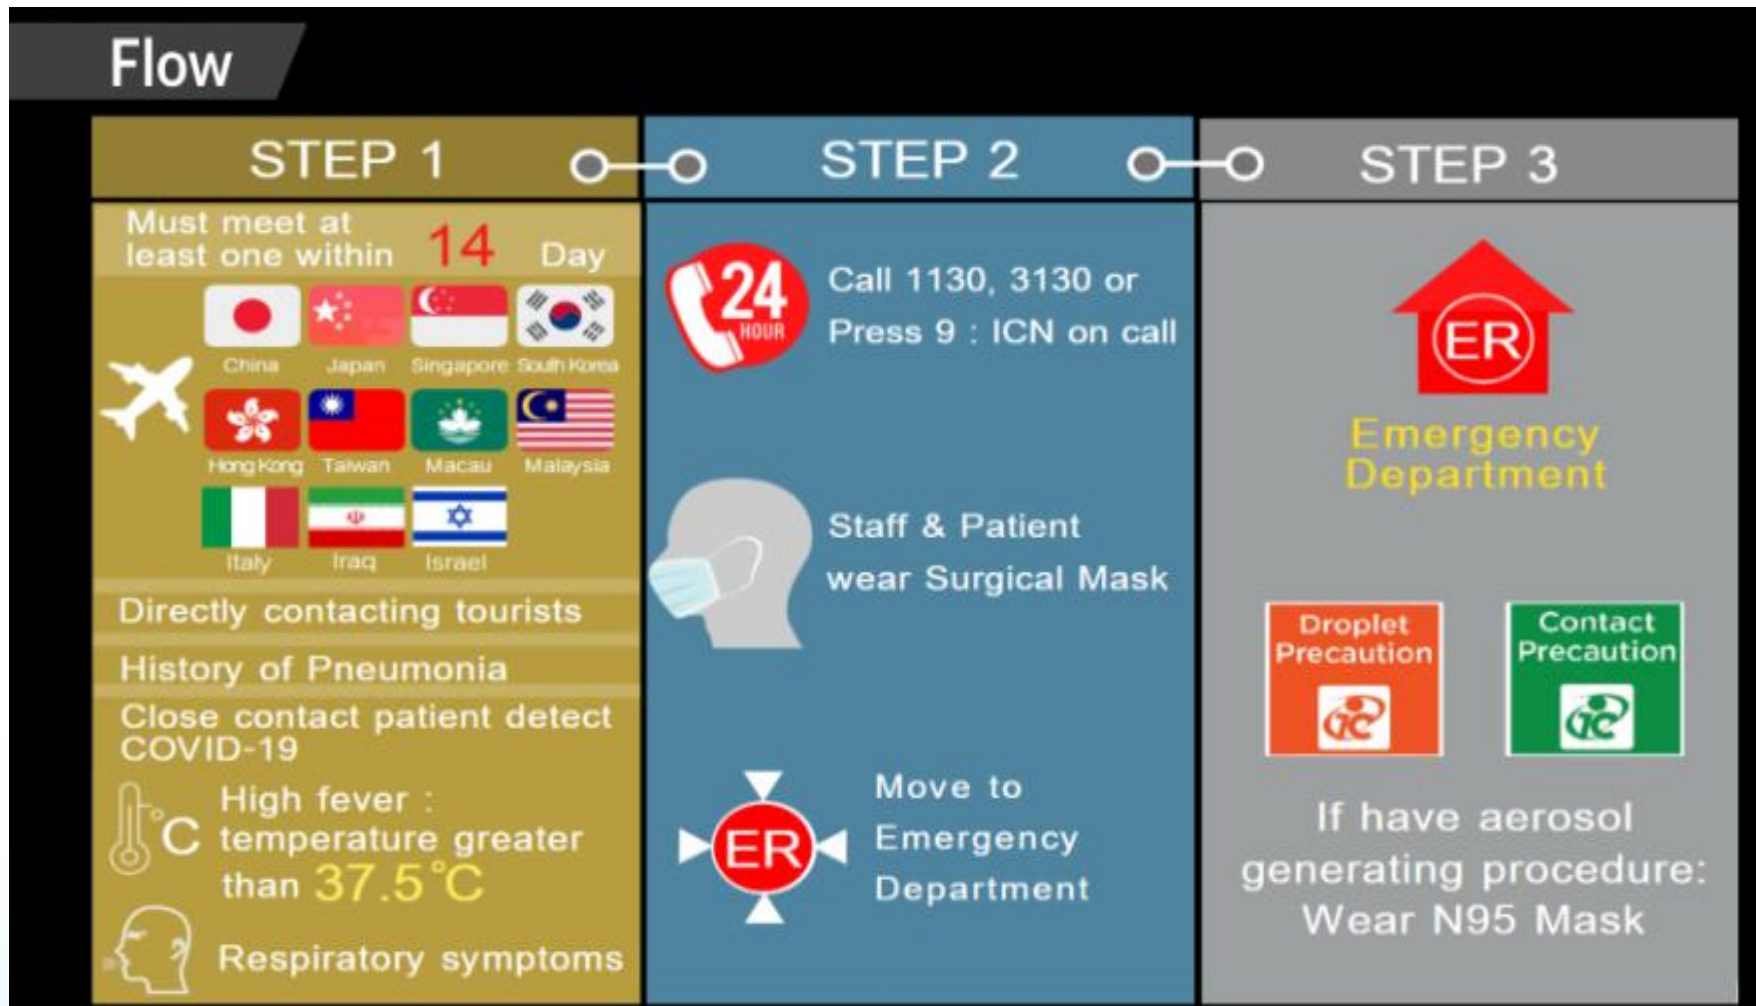 Flow
STEP 1
Must meet at
least one within 14 Day
China Japan Singapore South Korea
Hong Kong Taiwan Macau Malaysia
Italy Iraq Israel
Directly contacting tourists
History of Pneumonia
Close contact patient detect
COVID-19
°C
High fever :
temperature greater
than 37.5°C
Respiratory symptoms
STEP 2
24
HOUR
Call 1130, 3130 or
Press 9 : ICN on call
Staff & Patient
wear Surgical Mask
ER
Move to
Emergency
Department
STEP 3
ER
Emergency
Department
Droplet
Precaution
IC
Contact
Precaution
IC
If have aerosol
generating procedure:
Wear N95 Mask